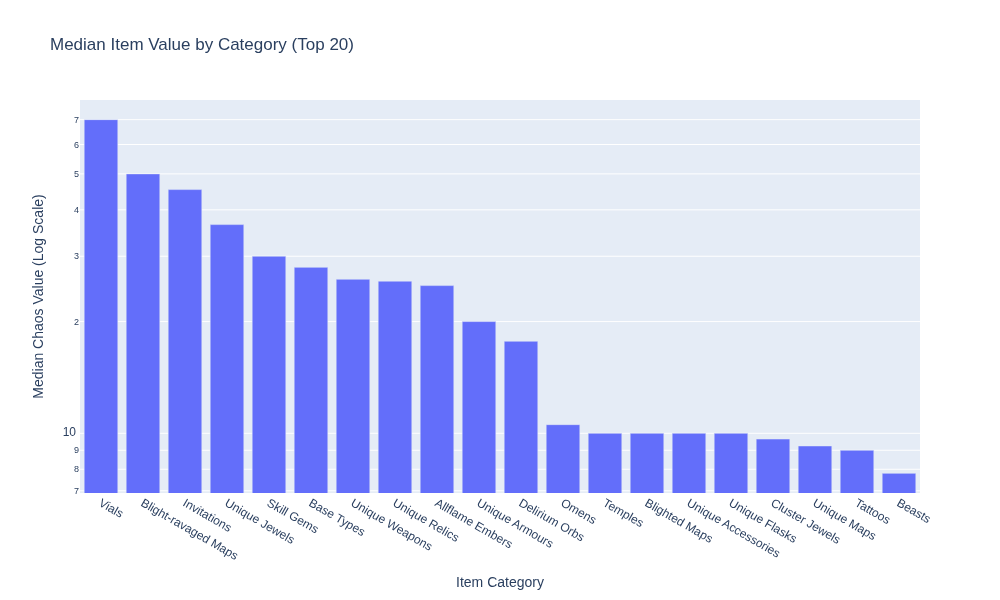 Median Item Value by Category (Top 20)
Median Chaos Value (Log Scale)
7
6
5
4
3
2
10
9
8
7
Vials
Blight-ravaged Maps
Invitations
Unique Jewels
Skill Gems
Base Types
Unique Weapons
Unique Relics
Allflame Embers
Unique Armours
Delirium Orbs
Omens
Temples
Blighted Maps
Unique Accessories
Unique Flasks
Cluster Jewels
Unique Maps
Tattoos
Beasts
Item Category